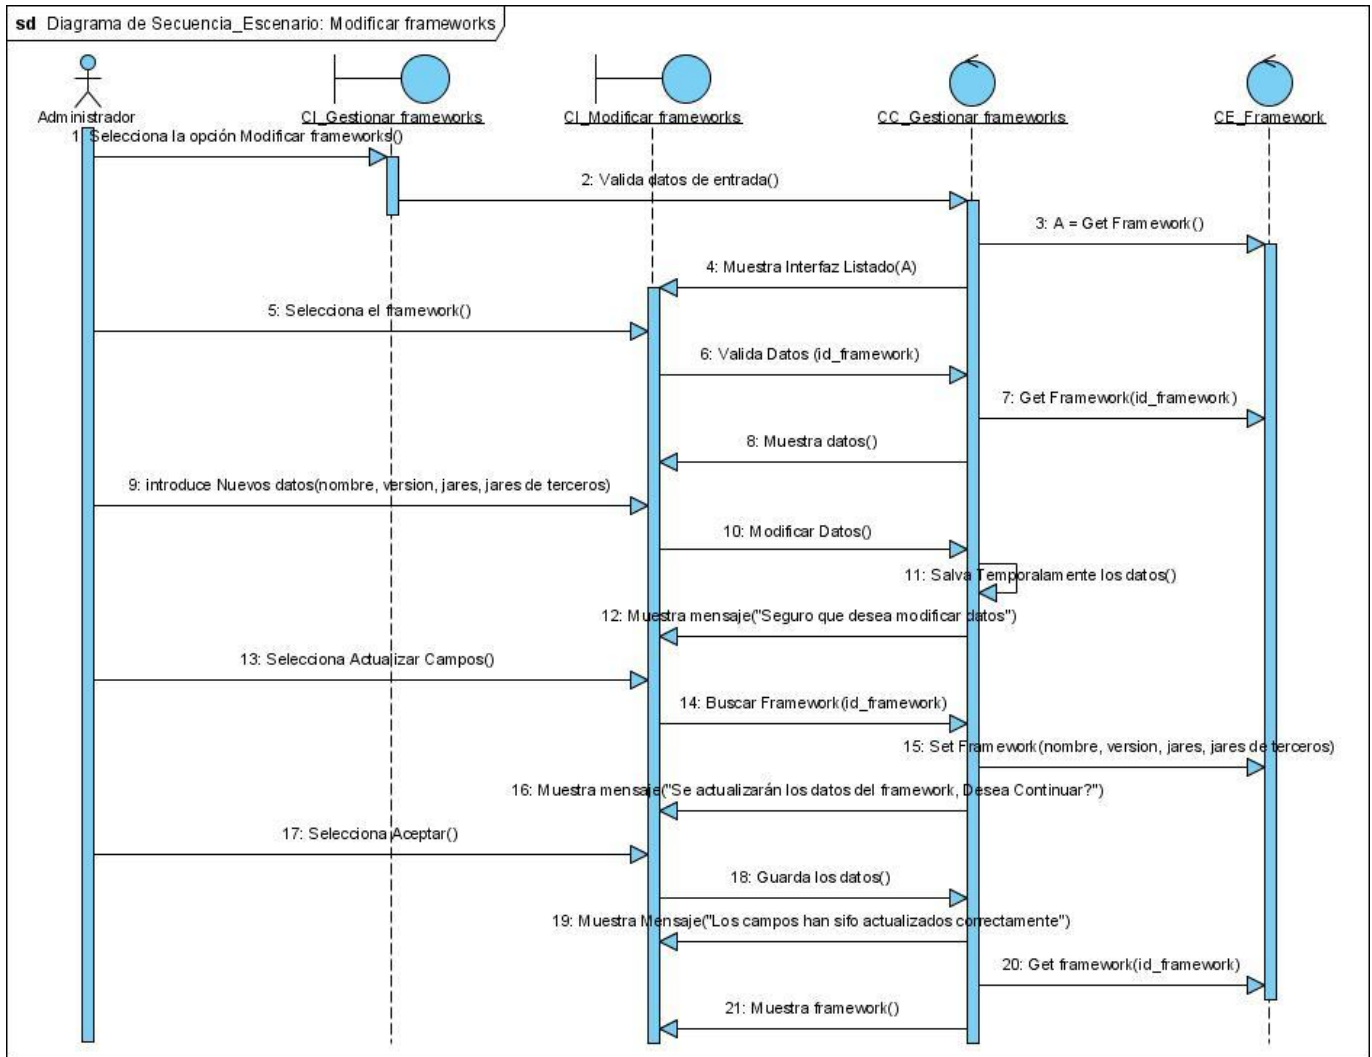 sd Diagrama de Secuencia_Escenario: Modificar frameworks
Administrador
CI_Gestionar frameworks
CI_Modificar frameworks
CC_Gestionar frameworks
CE_Framework
1: Selecciona la opción Modificar frameworks()
2: Valida datos de entrada()
3: A = Get Framework()
4: Muestra Interfaz Listado(A)
5: Selecciona el framework()
6: Valida Datos (id_framework)
7: Get Framework(id_framework)
8: Muestra datos()
9: introduce Nuevos datos(nombre, version, jares, jares de terceros)
10: Modificar Datos()
11: Salva Temporalamente los datos()
12: Muestra mensaje("Seguro que desea modificar datos")
13: Selecciona Actualizar Campos()
14: Buscar Framework(id_framework)
15: Set Framework(nombre, version, jares, jares de terceros)
16: Muestra mensaje("Se actualizarán los datos del framework, Desea Continuar?")
17: Selecciona Aceptar()
18: Guarda los datos()
19: Muestra Mensaje("Los campos han sifo actualizados correctamente")
20: Get framework(id_framework)
21: Muestra framework()